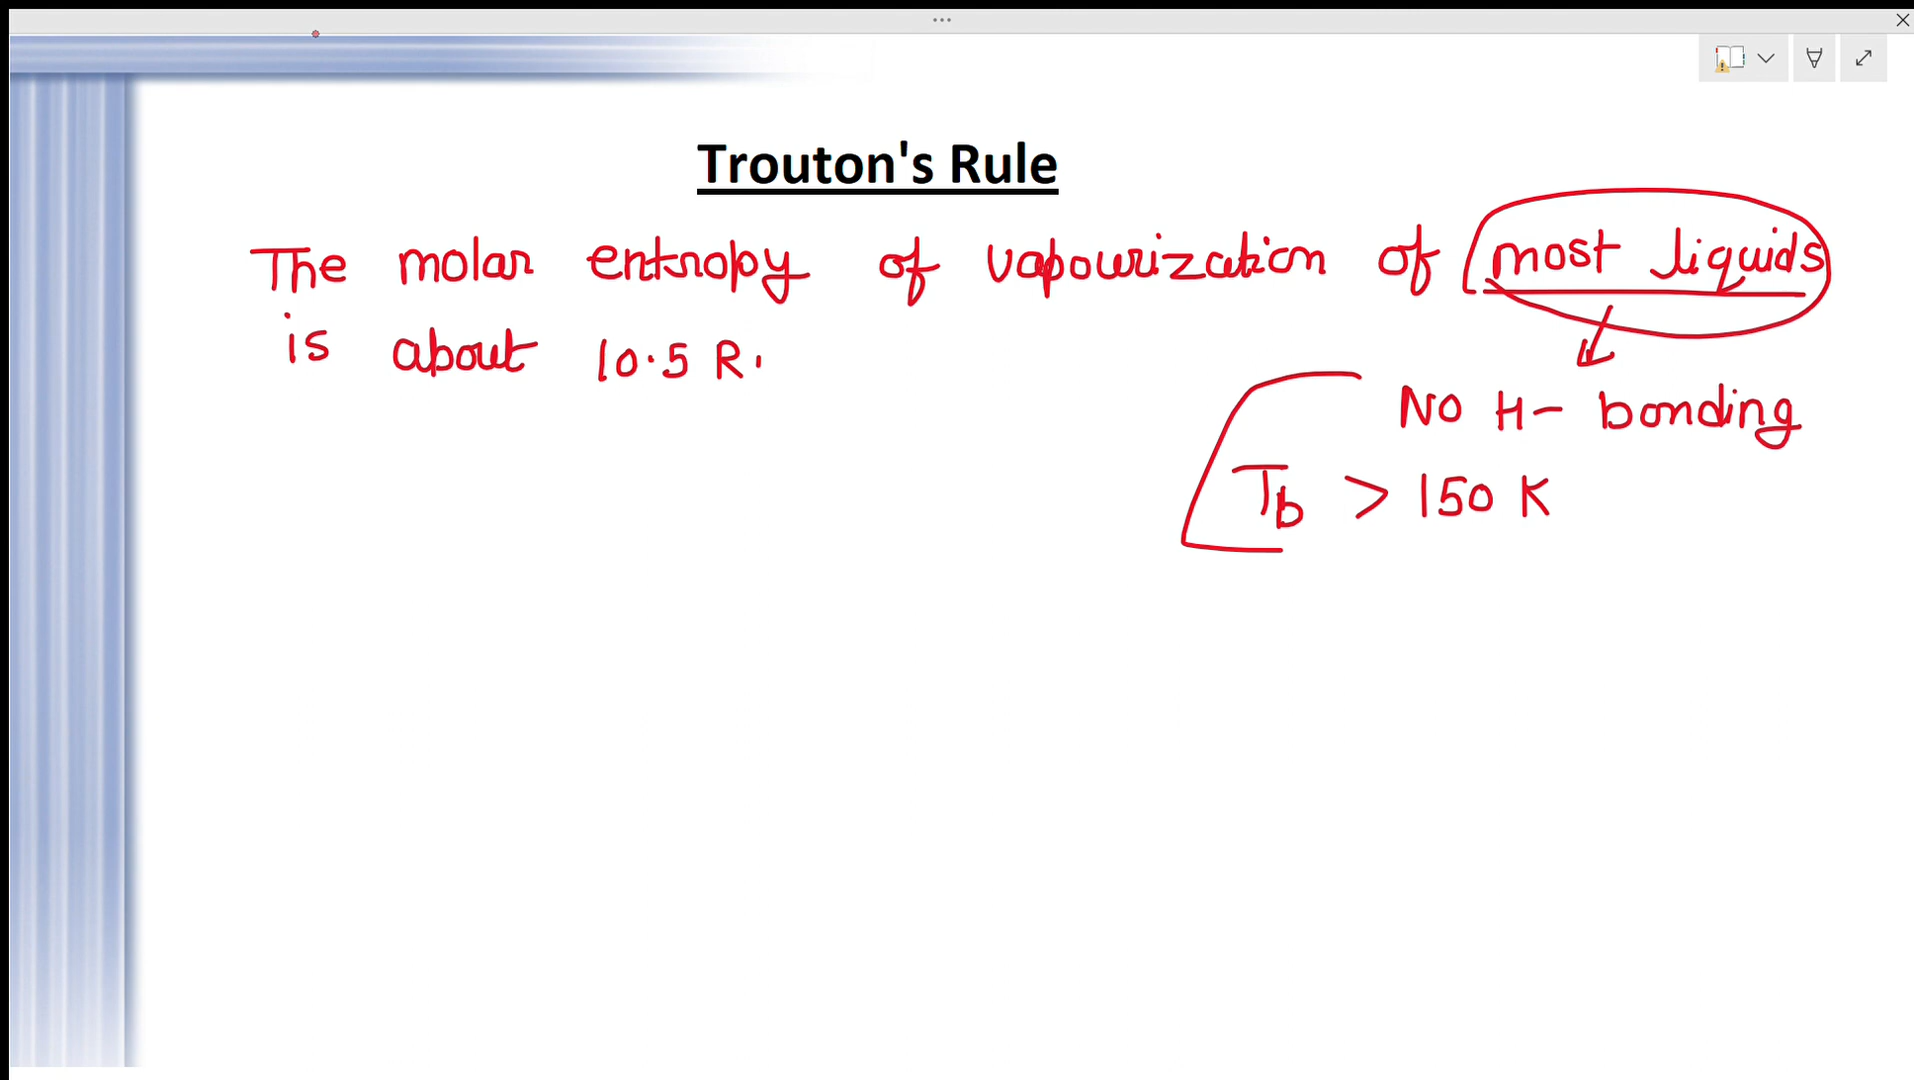 Trouton's Rule
The molar entropy of vapourization of most liquids
is about 10.5 R.
No H- bonding
Tb > 150 K